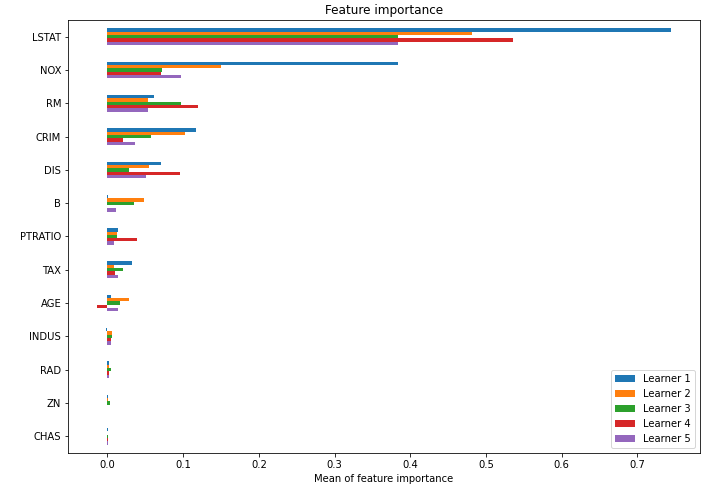 Feature importance
LSTAT
NOX
RM
CRIM
DIS
B
PTRATIO
TAX
AGE
INDUS
RAD
ZN
CHAS
Learner 1
Learner 2
Learner 3
Learner 4
Learner 5
0.0 0.1 0.2 0.3 0.4 0.5 0.6 0.7
Mean of feature importance